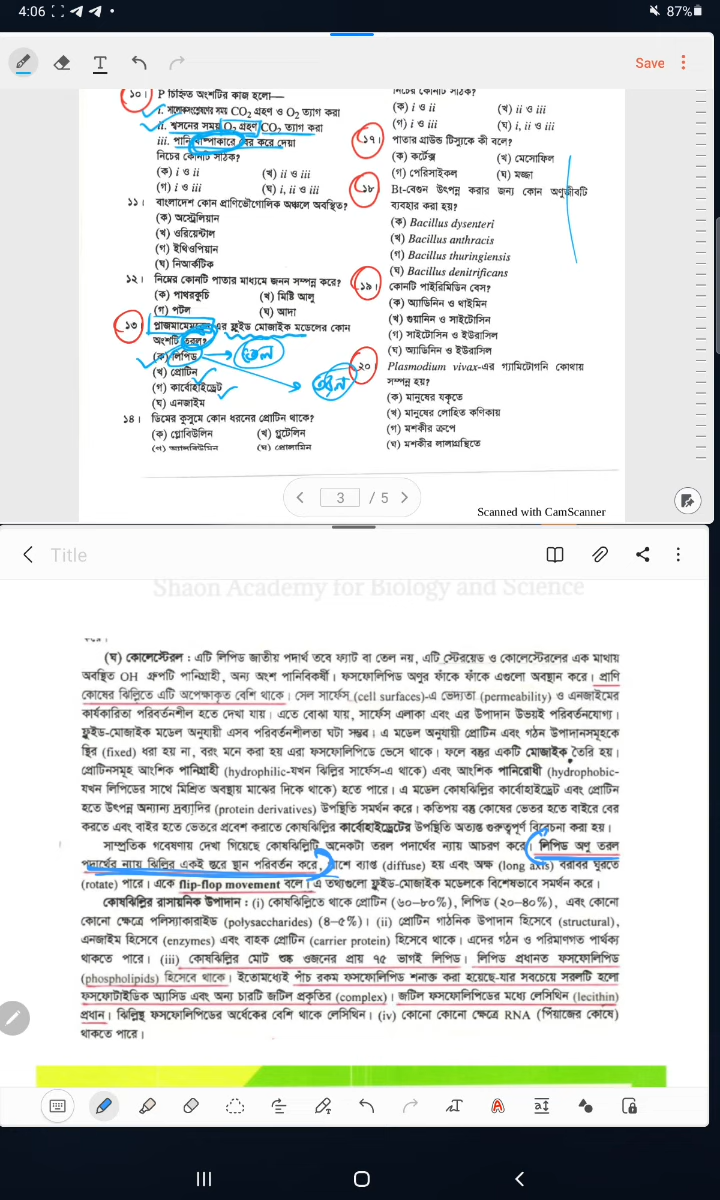 4:06
87%
T
Save
১০। P চিহ্নিত অংশটির কাজ হলো—
i. সালোকসংশ্লেষণের সময় CO₂ গ্রহণ ও O₂ ত্যাগ করা
ii. শ্বসনের সময় O₂ গ্রহণ CO₂ ত্যাগ করা
iii. পানি বাষ্পাকারে বের করে দেয়া
নিচের কোনটি সঠিক?
(ক) i ও ii (খ) ii ও iii
(গ) i ও iii (ঘ) i, ii ও iii
১১। বাংলাদেশ কোন প্রাণিভৌগোলিক অঞ্চলে অবস্থিত?
(ক) অস্ট্রেলিয়ান
(খ) ওরিয়েন্টাল
(গ) ইথিওপিয়ান
(ঘ) নিআর্কটিক
১২। নিম্নের কোনটি পাতার মাধ্যমে জনন সম্পন্ন করে?
(ক) পাথরকুচি (খ) মিষ্টি আলু
(গ) পটল (ঘ) আদা
১৩। প্লাজমামেমব্রেন এর ফ্লুইড মোজাইক মডেলের কোন
অংশটি তরল?
(ক) লিপিড
(খ) প্রোটিন
(গ) কার্বোহাইড্রেট
(ঘ) এনজাইম
১৪। ডিমের কুসুমে কোন ধরনের প্রোটিন থাকে?
(ক) গ্লোবিউলিন (খ) গ্লুটেলিন
(গ) অ্যালবিউমিন (ঘ) প্রোলামিন
নিচের কোনটি সঠিক?
(ক) i ও ii (খ) ii ও iii
(গ) i ও iii (ঘ) i, ii ও iii
১৭। পাতার গ্রাউন্ড টিস্যুকে কী বলে?
(ক) কর্টেক্স (খ) মেসোফিল
(গ) পেরিসাইকল (ঘ) মজ্জা
১৮ Bt-বেগুন উৎপন্ন করার জন্য কোন অণুজীবটি
ব্যবহার করা হয়?
(ক) Bacillus dysenteri
(খ) Bacillus anthracis
(গ) Bacillus thuringiensis
(ঘ) Bacillus denitrificans
১৯। কোনটি পাইরিমিডিন বেস?
(ক) অ্যাডিনিন ও থাইমিন
(খ) গুয়ানিন ও সাইটোসিন
(গ) সাইটোসিন ও ইউরাসিল
(ঘ) অ্যাডিনিন ও ইউরাসিল
২০। Plasmodium vivax-এর গ্যামিটোগনি কোথায়
সম্পন্ন হয়?
(ক) মানুষের যকৃতে
(খ) মানুষের লোহিত কণিকায়
(গ) মশকীর ক্রপে
(ঘ) মশকীর লালাগ্রন্থিতে
3 / 5
Scanned with CamScanner
Title
Shaon Academy for Biology and Science
(ঘ) কোলেস্টেরল : এটি লিপিড জাতীয় পদার্থ তবে ফ্যাট বা তেল নয়, এটি স্টেরয়েড ও কোলেস্টেরলের এক মাথায়
অবস্থিত OH গ্রুপটি পানিগ্রাহী, অন্য অংশ পানিবিকর্ষী। ফসফোলিপিড অণুর ফাঁকে ফাঁকে এগুলো অবস্থান করে। প্রাণি
কোষের ঝিল্লিতে এটি অপেক্ষাকৃত বেশি থাকে। সেল সার্ফেস (cell surfaces)-এ ভেদ্যতা (permeability) ও এনজাইমের
কার্যকারিতা পরিবর্তনশীল হতে দেখা যায়। এতে বোঝা যায়, সার্ফেস এলাকা এবং এর উপাদান উভয়ই পরিবর্তনযোগ্য।
ফ্লুইড-মোজাইক মডেল অনুযায়ী এসব পরিবর্তনশীলতা ঘটা সম্ভব। এ মডেল অনুযায়ী প্রোটিন এবং গঠন উপাদানসমূহকে
স্থির (fixed) ধরা হয় না, বরং মনে করা হয় এরা ফসফোলিপিডে ভেসে থাকে। ফলে বস্তুর একটি মোজাইক তৈরি হয়।
প্রোটিনসমূহ আংশিক পানিগ্রাহী (hydrophilic-যখন ঝিল্লির সার্ফেস-এ থাকে) এবং আংশিক পানিরোধী (hydrophobic-
যখন লিপিডের সাথে মিশ্রিত অবস্থায় মাঝের দিকে থাকে) হতে পারে। এ মডেল কোষঝিল্লির কার্বোহাইড্রেট এবং প্রোটিন
হতে উৎপন্ন অন্যান্য দ্রব্যাদির (protein derivatives) উপস্থিতি সমর্থন করে। কতিপয় বস্তু কোষের ভেতর হতে বাইরে বের
করতে এবং বাইর হতে ভেতরে প্রবেশ করাতে কোষঝিল্লির কার্বোহাইড্রেটের উপস্থিতি অত্যন্ত গুরুত্বপূর্ণ বিবেচনা করা হয়।
সাম্প্রতিক গবেষণায় দেখা গিয়েছে কোষঝিল্লিটি অনেকটা তরল পদার্থের ন্যায় আচরণ করে। লিপিড অণু তরল
পদার্থের ন্যায় ঝিল্লির একই স্তরে স্থান পরিবর্তন করে, পাশে ব্যাপ্ত (diffuse) হয় এবং অক্ষ (long axis) বরাবর ঘুরতে
(rotate) পারে। একে flip-flop movement বলে। এ তথ্যগুলো ফ্লুইড-মোজাইক মডেলকে বিশেষভাবে সমর্থন করে।
কোষঝিল্লির রাসায়নিক উপাদান : (i) কোষঝিল্লিতে থাকে প্রোটিন (৬০-৮০%), লিপিড (২০-৪০%), এবং কোনো
কোনো ক্ষেত্রে পলিস্যাকারাইড (polysaccharides) (৪-৫%)। (ii) প্রোটিন গাঠনিক উপাদান হিসেবে (structural),
এনজাইম হিসেবে (enzymes) এবং বাহক প্রোটিন (carrier protein) হিসেবে থাকে। এদের গঠন ও পরিমাণগত পার্থক্য
থাকতে পারে। (iii) কোষঝিল্লির মোট শুষ্ক ওজনের প্রায় ৭৫ ভাগই লিপিড। লিপিড প্রধানত ফসফোলিপিড
(phospholipids) হিসেবে থাকে। ইতোমধ্যেই পাঁচ রকম ফসফোলিপিড শনাক্ত করা হয়েছে-যার সবচেয়ে সরলটি হলো
ফসফোটাইডিক অ্যাসিড এবং অন্য চারটি জটিল প্রকৃতির (complex)। জটিল ফসফোলিপিডের মধ্যে লেসিথিন (lecithin)
প্রধান। ঝিল্লিস্থ ফসফোলিপিডের অর্ধেকের বেশি থাকে লেসিথিন। (iv) কোনো কোনো ক্ষেত্রে RNA (পিঁয়াজের কোষে)
থাকতে পারে।